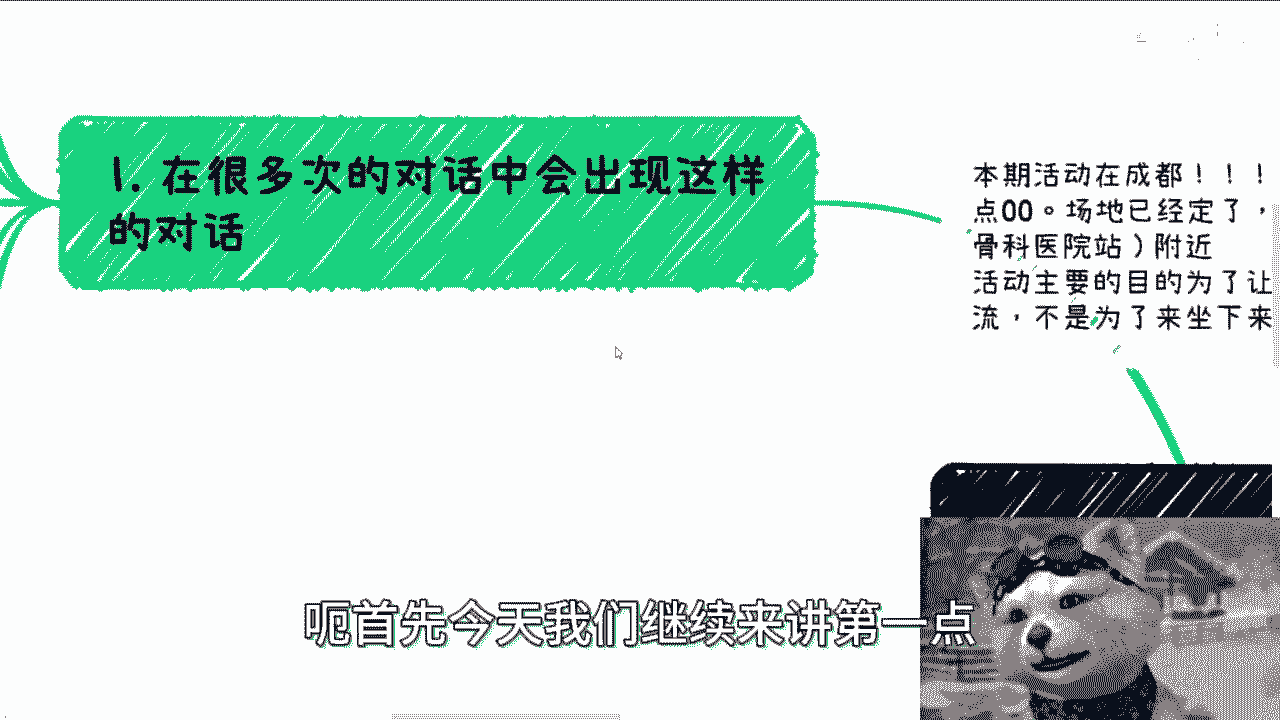 1. 在很多次的对话中会出现这样
的对话
本期活动在成都！！！
点00。场地已经定了，
骨科医院站）附近
活动主要的目的为了让
流，不是为了来坐下来
呃首先今天我们继续来讲第一点